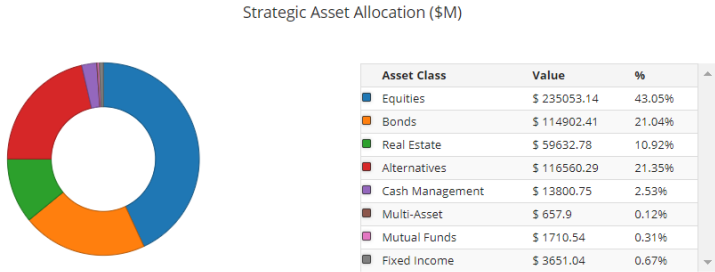 Strategic Asset Allocation ($M)
Asset Class Value %
Equities $ 235053.14 43.05%
Bonds $ 114902.41 21.04%
Real Estate $ 59632.78 10.92%
Alternatives $ 116560.29 21.35%
Cash Management $ 13800.75 2.53%
Multi-Asset $ 657.9 0.12%
Mutual Funds $ 1710.54 0.31%
Fixed Income $ 3651.04 0.67%